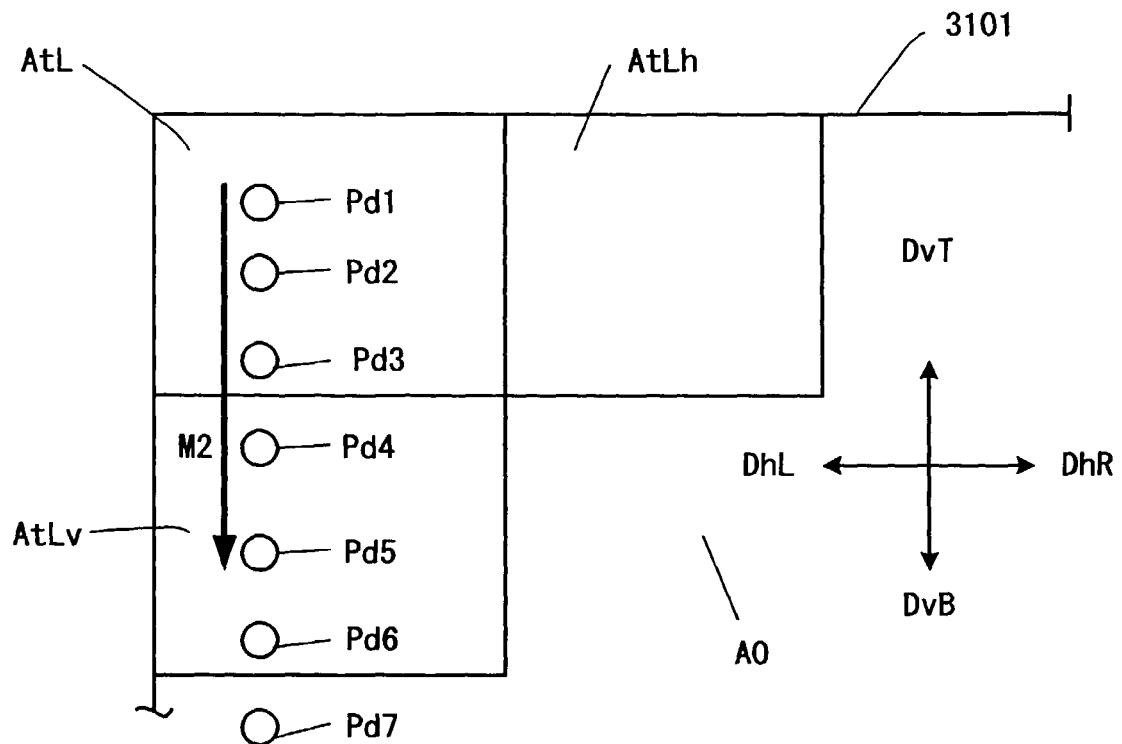 3101
AtL
AtLh
Pd1
Pd2
Pd3
DvT
M2
Pd4
DhL
DhR
AtLv
Pd5
DvB
Pd6
A0
Pd7